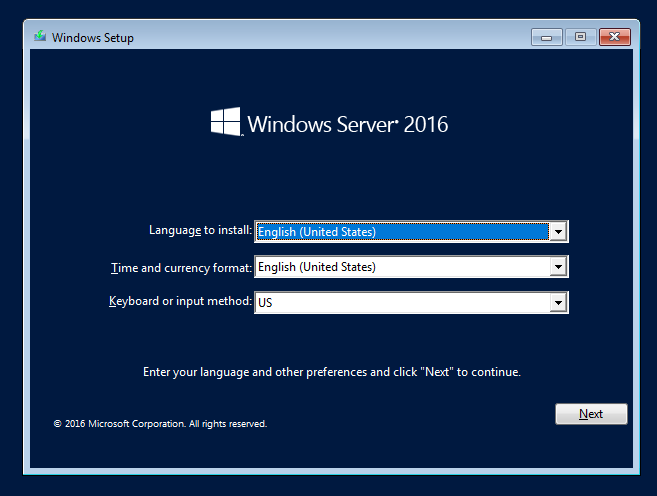 Windows Setup
Windows Server® 2016
Language to install: English (United States)
Time and currency format: English (United States)
Keyboard or input method: US
Enter your language and other preferences and click "Next" to continue.
Next
© 2016 Microsoft Corporation. All rights reserved.